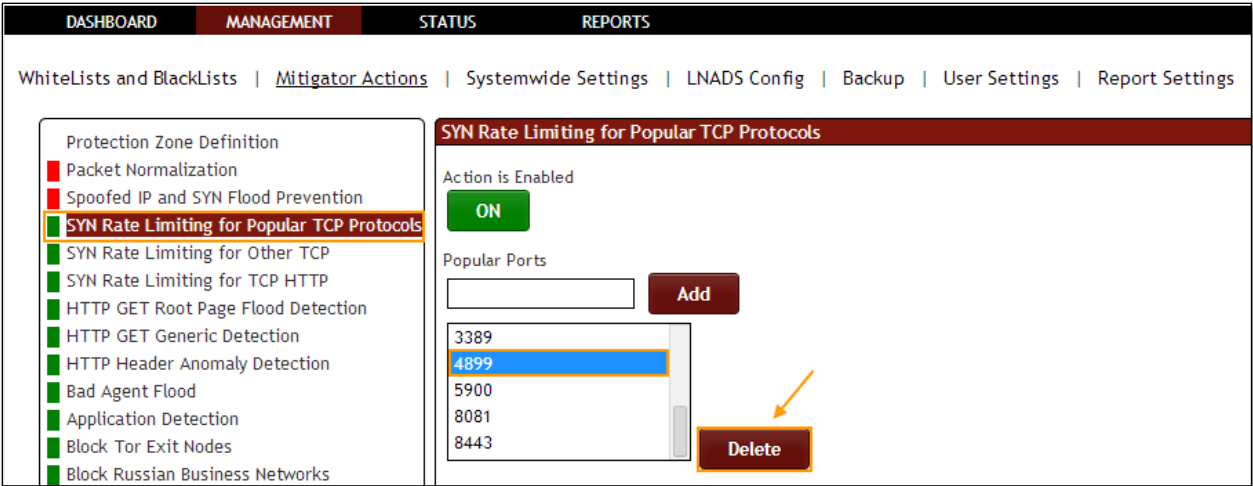 DASHBOARD MANAGEMENT STATUS REPORTS
WhiteLists and BlackLists | Mitigator Actions | Systemwide Settings | LNADS Config | Backup | User Settings | Report Settings
Protection Zone Definition
Packet Normalization
Spoofed IP and SYN Flood Prevention
SYN Rate Limiting for Popular TCP Protocols
SYN Rate Limiting for Other TCP
SYN Rate Limiting for TCP HTTP
HTTP GET Root Page Flood Detection
HTTP GET Generic Detection
HTTP Header Anomaly Detection
Bad Agent Flood
Application Detection
Block Tor Exit Nodes
Block Russian Business Networks
SYN Rate Limiting for Popular TCP Protocols
Action is Enabled
ON
Popular Ports
Add
3389
4899
5900
8081
8443
Delete